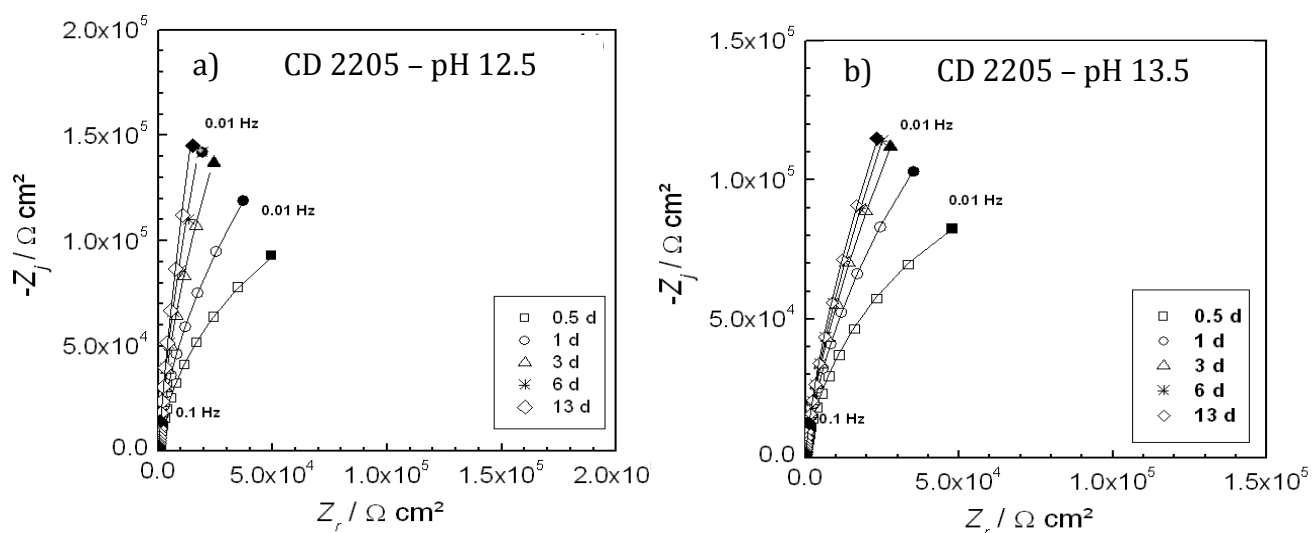 a) CD 2205 – pH 12.5
2.0x10⁵
1.5x10⁵
1.0x10⁵
5.0x10⁴
0.0
-Zⱼ / Ω cm²
0.01 Hz
0.01 Hz
0.1 Hz
0.5 d
1 d
3 d
6 d
13 d
0.0 5.0x10⁴ 1.0x10⁵ 1.5x10⁵ 2.0x10
Zᵣ / Ω cm²
b) CD 2205 – pH 13.5
1.5x10⁵
1.0x10⁵
5.0x10⁴
0.0
-Zⱼ / Ω cm²
0.01 Hz
0.01 Hz
0.1 Hz
0.5 d
1 d
3 d
6 d
13 d
0.0 5.0x10⁴ 1.0x10⁵ 1.5x10⁵
Zᵣ / Ω cm²